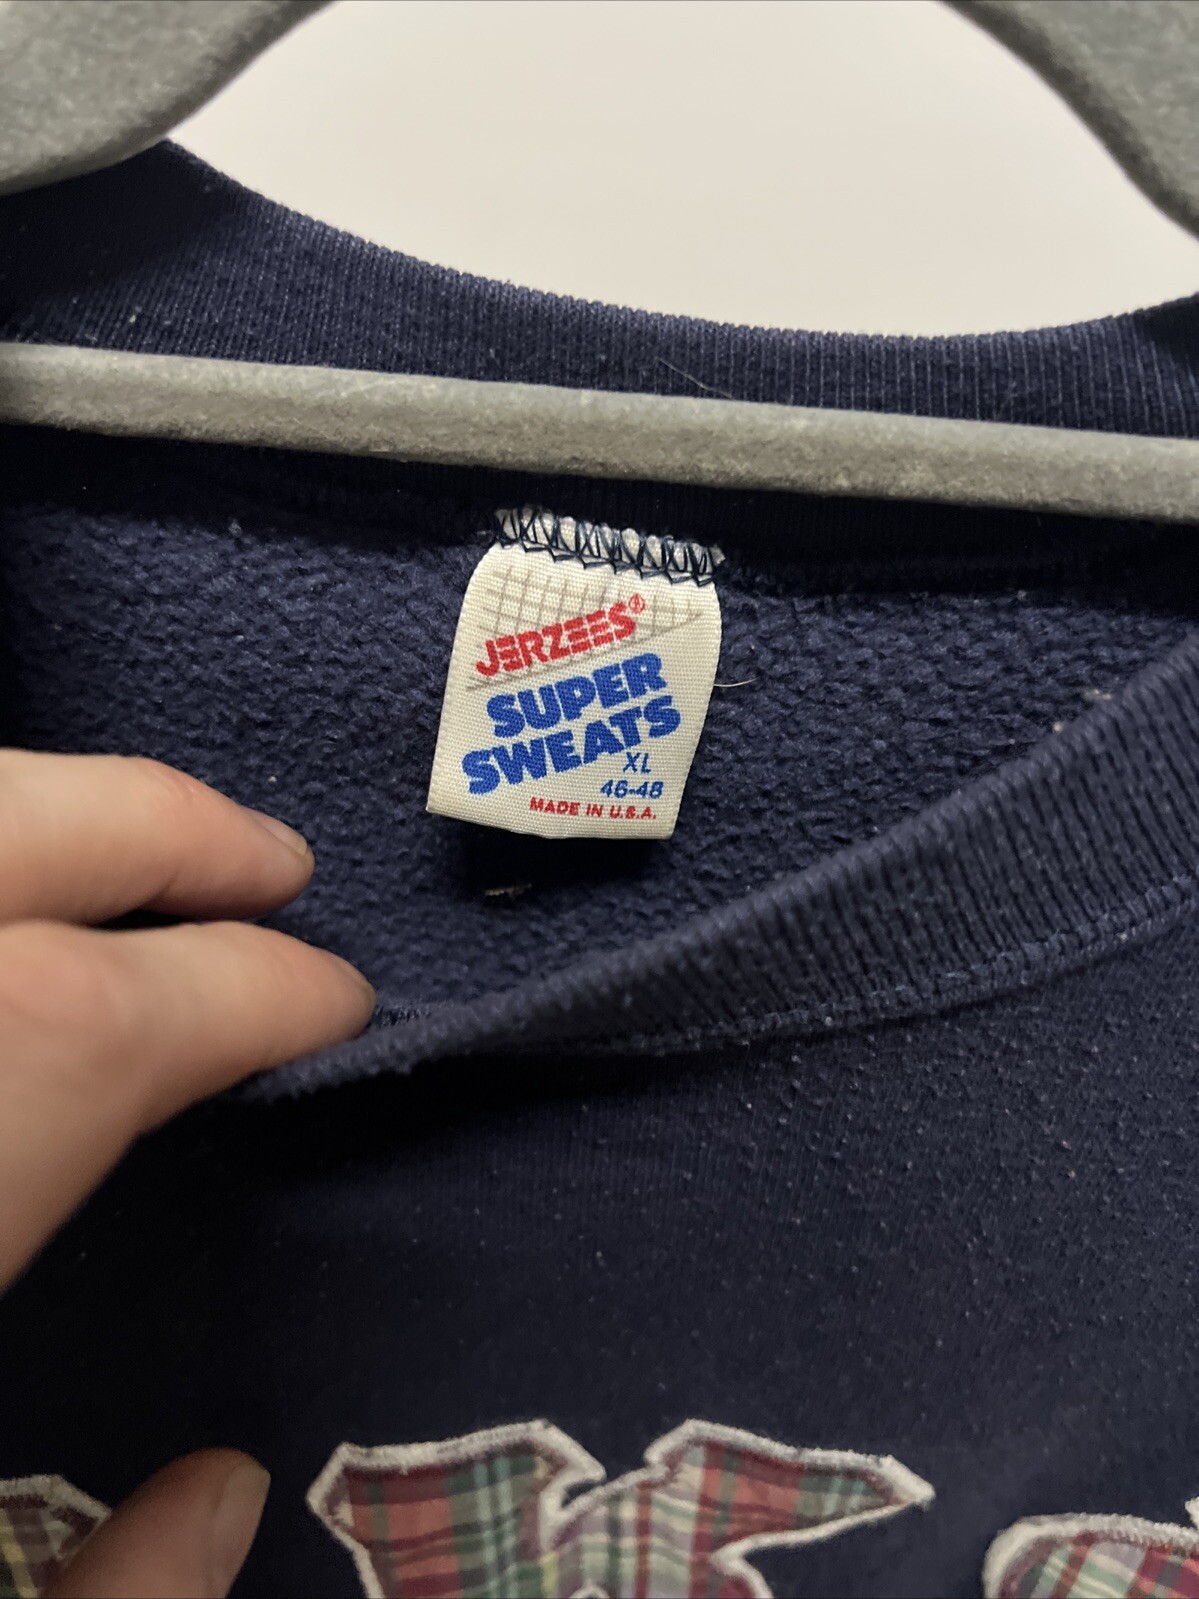 JERZEES®
SUPER
SWEATS
XL
46-48
MADE IN U.S.A.